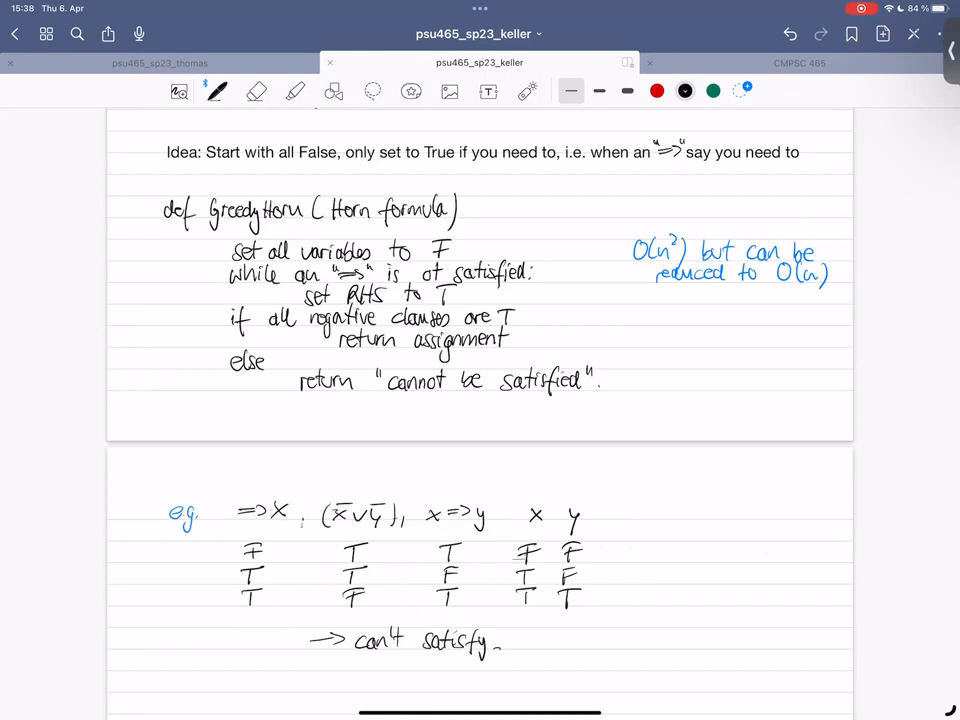 15:38 Thu 6. Apr
84 %
psu465_sp23_keller
psu465_sp23_thomas
psu465_sp23_keller
CMPSC 465
Idea: Start with all False, only set to True if you need to, i.e. when an "=>" say you need to
def GreedyHorn (Horn formula)
set all variables to F
while an "=>" is ot satisfied:
set RHS to T
if all negative clauses are T
return assignment
else
return "cannot be satisfied".
O(n²) but can be
reduced to O(n)
e.g. => x , (x̄ ∨ ȳ), x => y x y
F T T F F
T T F T F
T F T T T
→ can't satisfy.